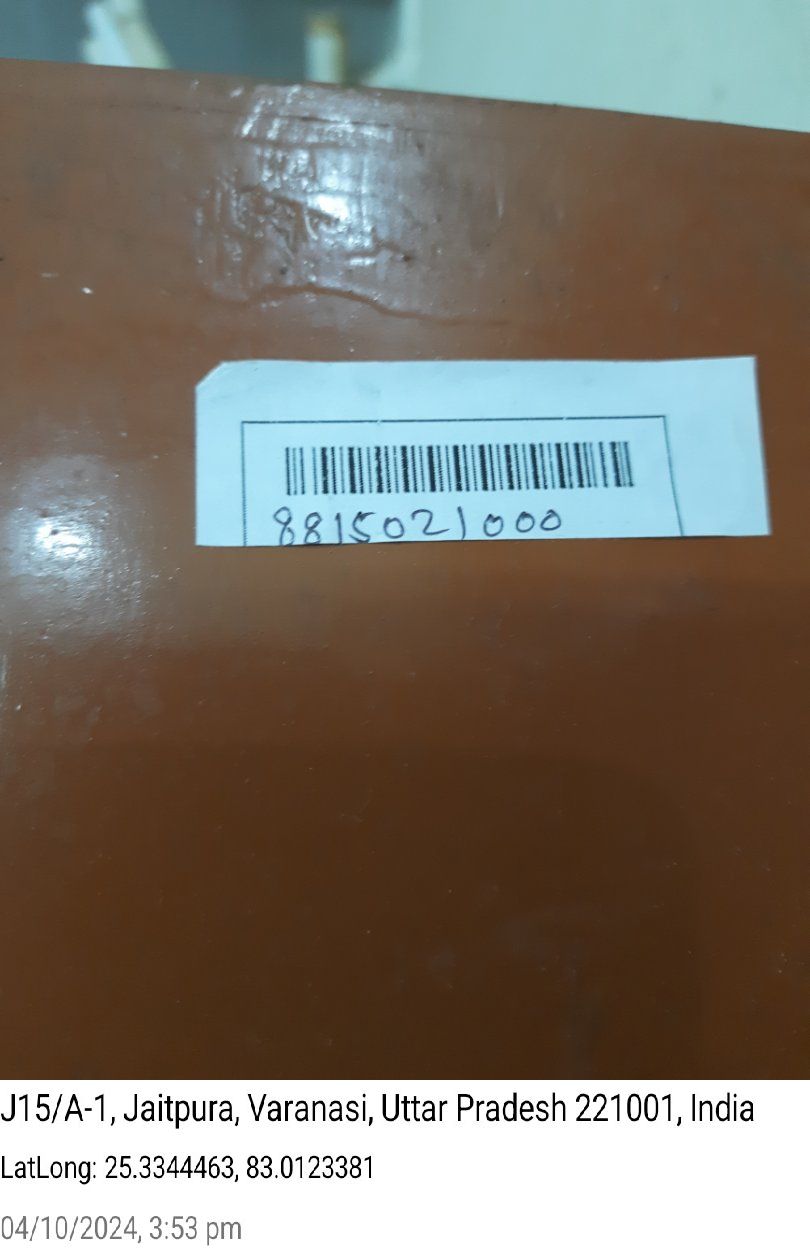 8815021000
J15/A-1, Jaitpura, Varanasi, Uttar Pradesh 221001, India
LatLong: 25.3344463, 83.0123381
04/10/2024, 3:53 pm